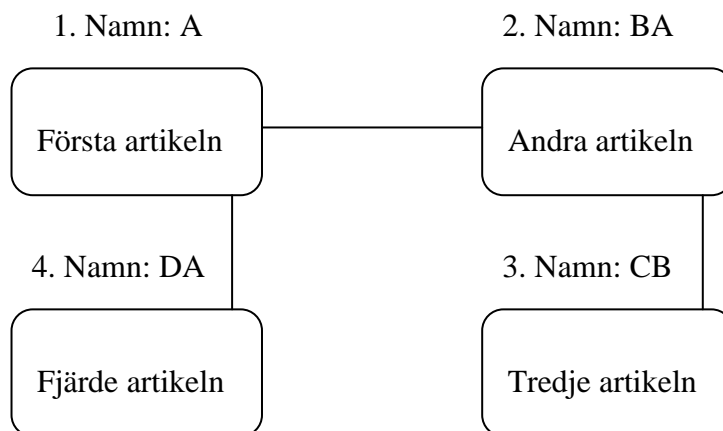 1. Namn: A
2. Namn: BA
Första artikeln
Andra artikeln
4. Namn: DA
3. Namn: CB
Fjärde artikeln
Tredje artikeln